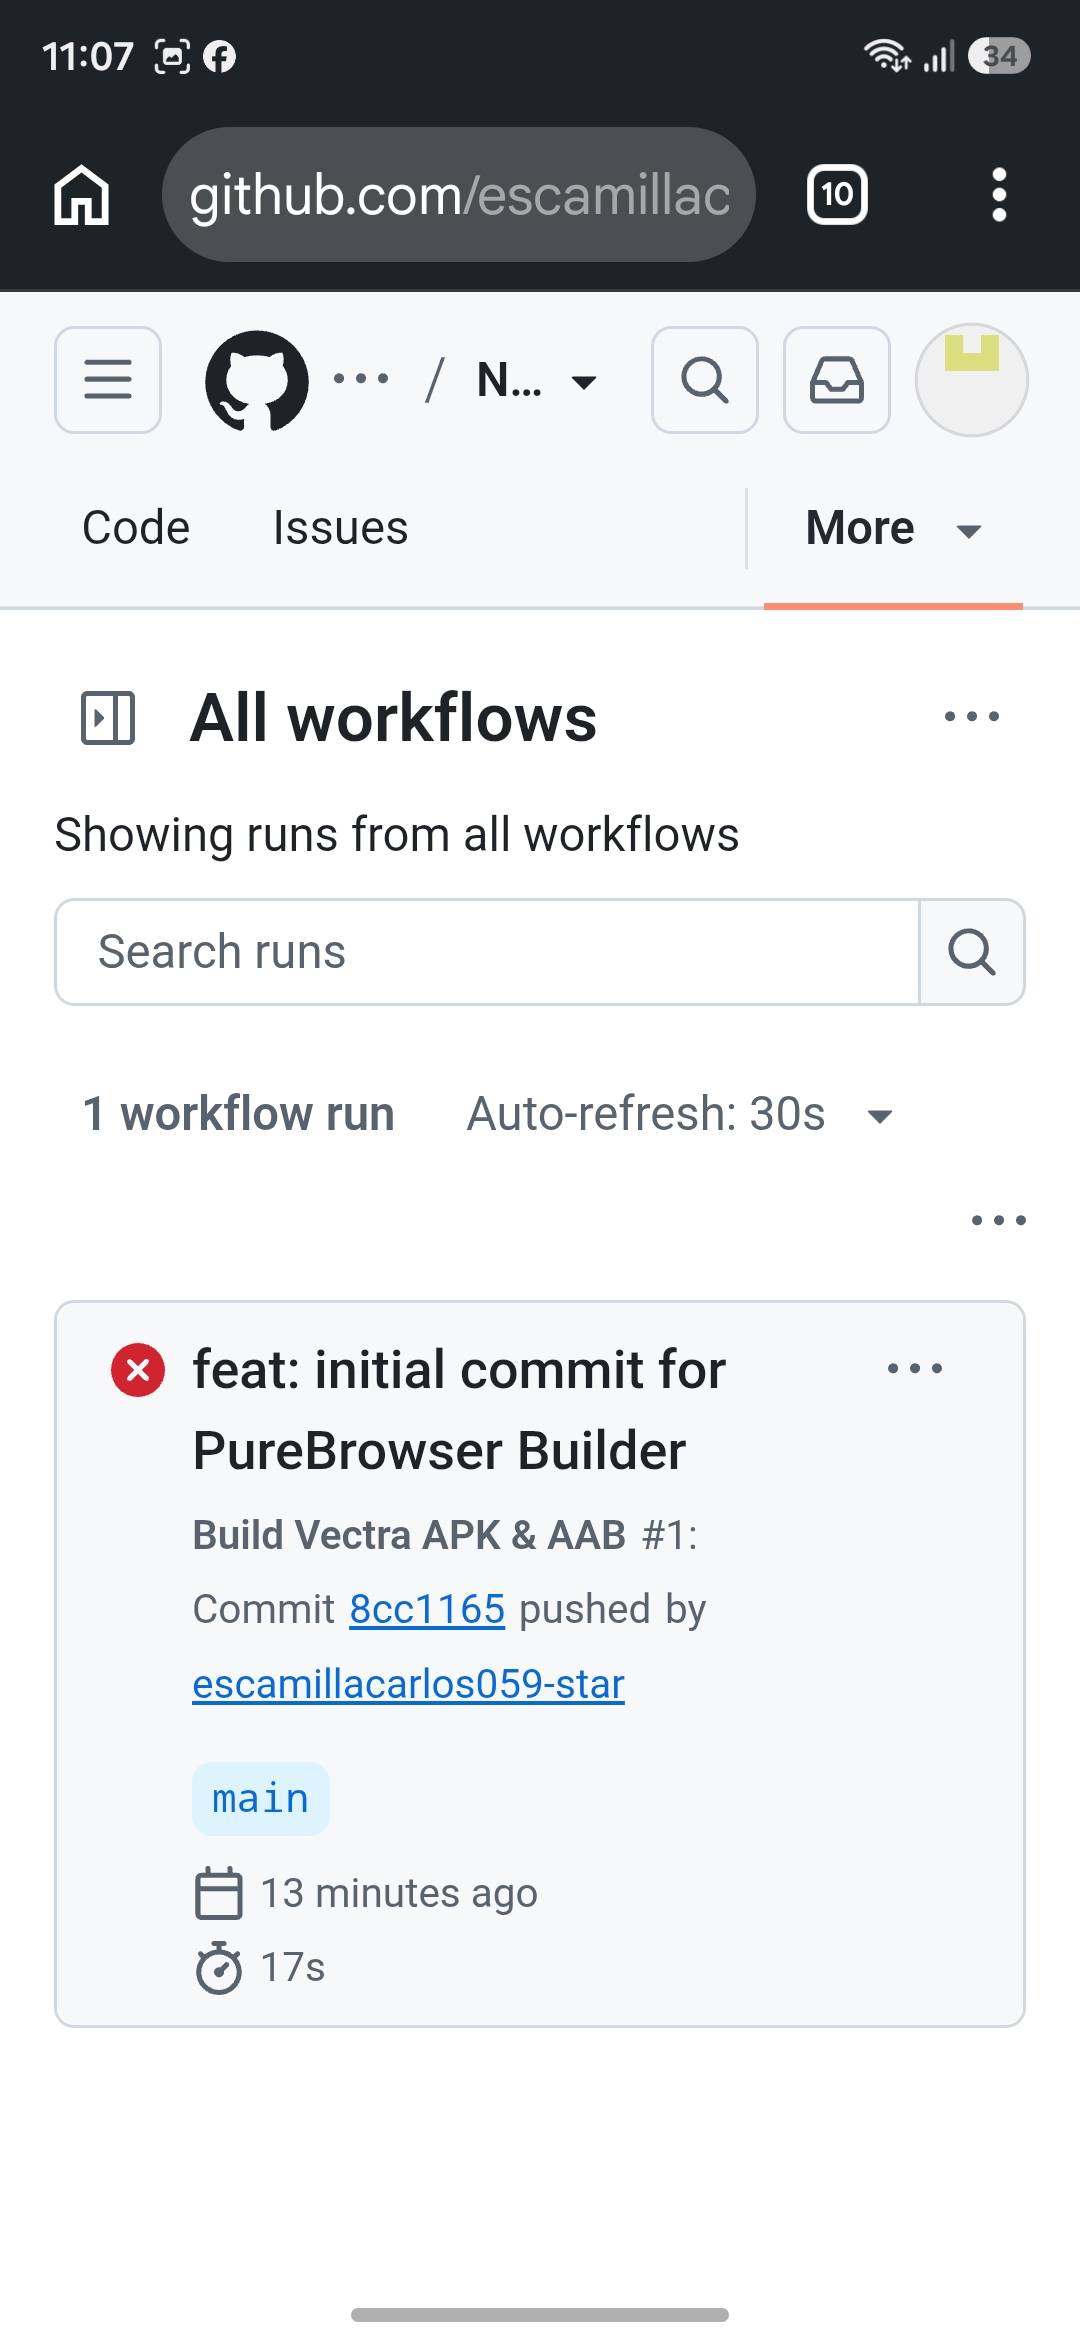 11:07
34
github.com/escamillac
10
/ N...
Code Issues More
All workflows
Showing runs from all workflows
Search runs
1 workflow run Auto-refresh: 30s
feat: initial commit for
PureBrowser Builder
Build Vectra APK & AAB #1:
Commit 8cc1165 pushed by
escamillacarlos059-star
main
13 minutes ago
17s